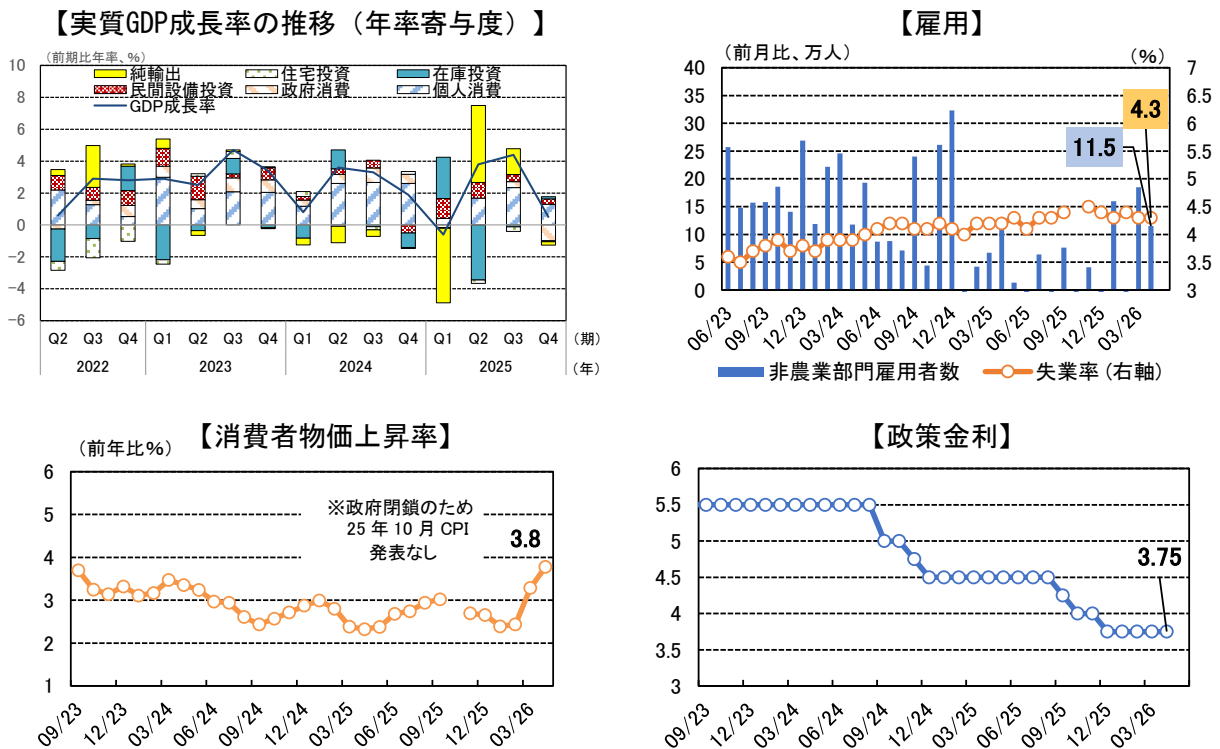 【実質GDP成長率の推移（年率寄与度）】
（前期比年率、%）
純輸出 住宅投資 在庫投資
民間設備投資 政府消費 個人消費
GDP成長率
10
8
6
4
2
0
−2
−4
−6
Q2 Q3 Q4 Q1 Q2 Q3 Q4 Q1 Q2 Q3 Q4 Q1 Q2 Q3 Q4 （期）
2022 2023 2024 2025 （年）
【雇用】
（前月比、万人） （%）
40 7
35 6.5
30 6
25 5.5
20 5
15 4.5
10 4
5 3.5
0 3
4.3
11.5
06/23 09/23 12/23 03/24 06/24 09/24 12/24 03/25 06/25 09/25 12/25 03/26
非農業部門雇用者数 失業率（右軸）
【消費者物価上昇率】
（前年比%）
6
5
4
3
2
1
※政府閉鎖のため
25年10月CPI
発表なし
3.8
09/23 12/23 03/24 06/24 09/24 12/24 03/25 06/25 09/25 12/25 03/26
【政策金利】
6
5.5
5
4.5
4
3.5
3
3.75
09/23 12/23 03/24 06/24 09/24 12/24 03/25 06/25 09/25 12/25 03/26